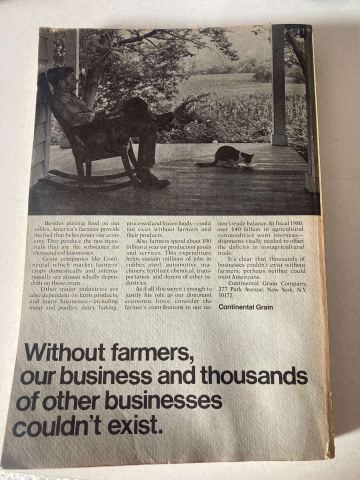 Besides putting food on our
tables, America's farmers provide
the fuel that helps power our econ-
omy. They produce the raw mate-
rials that are the substance for
thousands of businesses.
Grain companies like Conti-
nental which market farmers'
crops domestically and interna-
tionally are almost wholly depen-
dent on these crops.
Other major industries are
also dependent on farm products,
and many businesses—including
meat and poultry, dairy, baking,
processed and frozen foods—could
not exist without farmers and
their products.
Also, farmers spend about $90
billion a year on production goods
and services. This expenditure
helps sustain millions of jobs in
rubber, steel, automotive, ma-
chinery, fertilizer, chemical, trans-
portation and dozens of other in-
dustries.
As if all this weren't enough to
justify his role as our dominant
economic force, consider the
farmer's contributions to our na-
tion's trade balance. In fiscal 1980,
over $40 billion in agricultural
commodities went overseas—
shipments vitally needed to offset
the deficits in nonagricultural
trade.
It's clear that thousands of
businesses couldn't exist without
farmers; perhaps neither could
most Americans.
Continental Grain Company,
277 Park Avenue, New York, N.Y.
10172.
Continental Grain
Without farmers,
our business and thousands
of other businesses
couldn't exist.